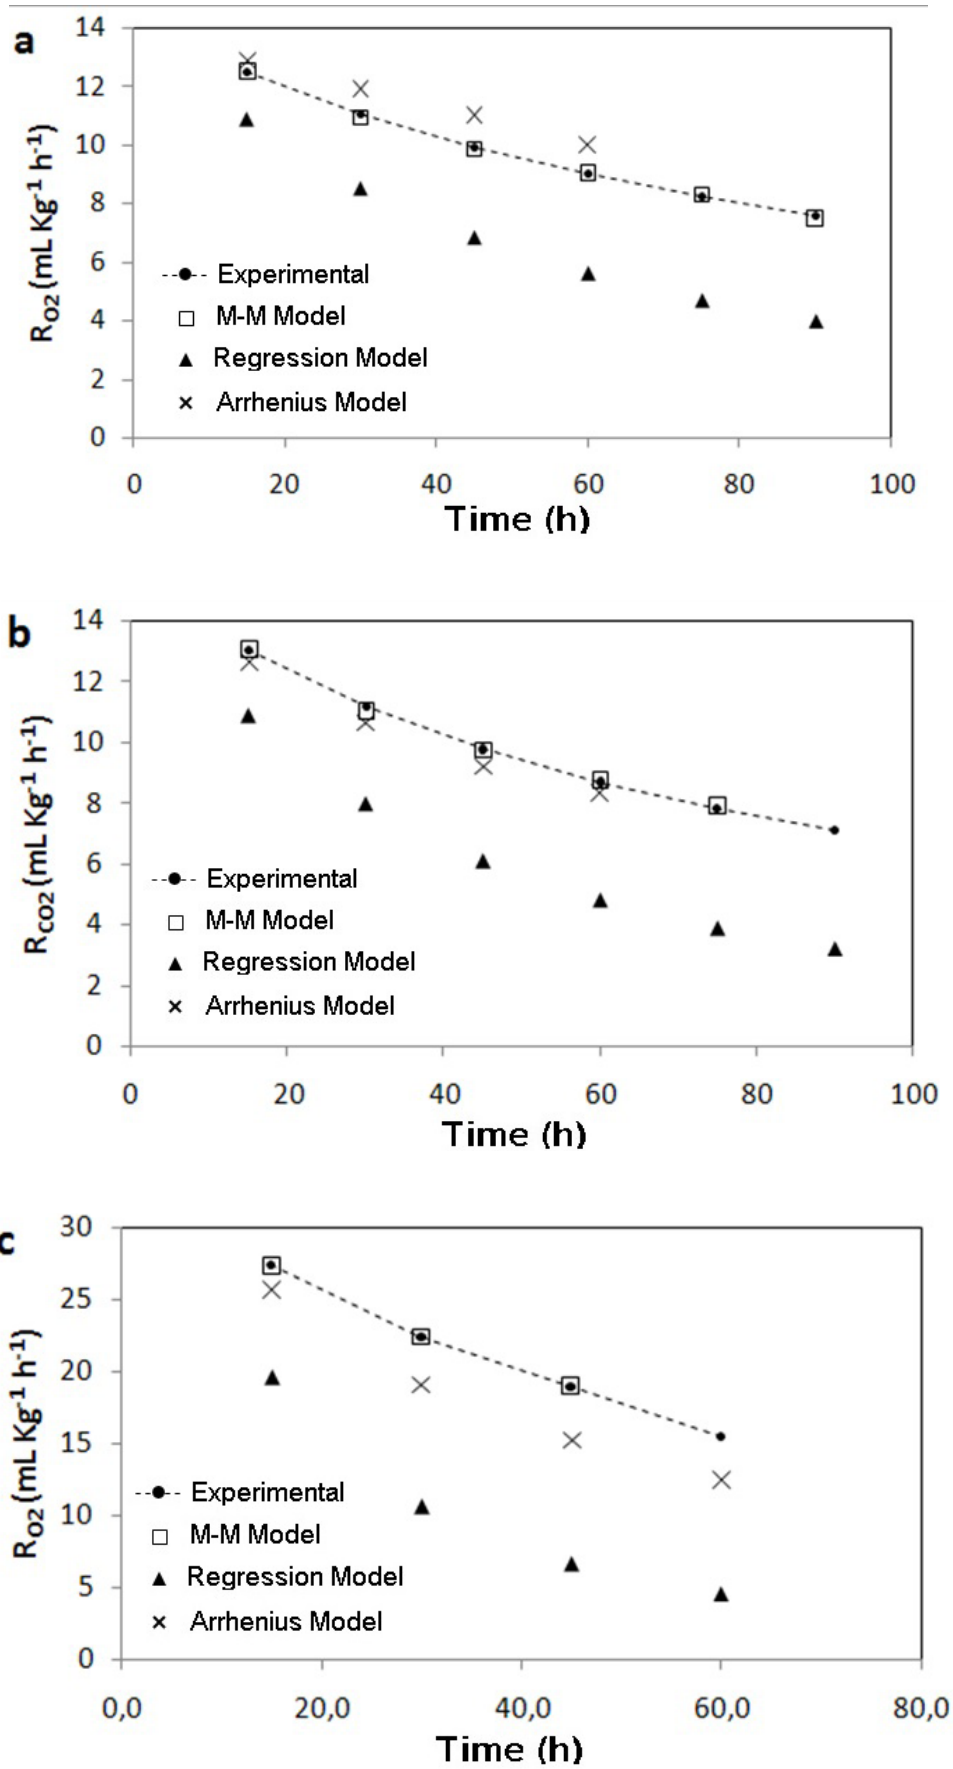 a
14
12
10
8
6
4
2
0
R_O2 (mL Kg⁻¹ h⁻¹)
Experimental
M-M Model
Regression Model
Arrhenius Model
0 20 40 60 80 100
Time (h)
b
14
12
10
8
6
4
2
0
R_CO2 (mL Kg⁻¹ h⁻¹)
Experimental
M-M Model
Regression Model
Arrhenius Model
0 20 40 60 80 100
Time (h)
c
30
25
20
15
10
5
0
R_O2 (mL Kg⁻¹ h⁻¹)
Experimental
M-M Model
Regression Model
Arrhenius Model
0,0 20,0 40,0 60,0 80,0
Time (h)